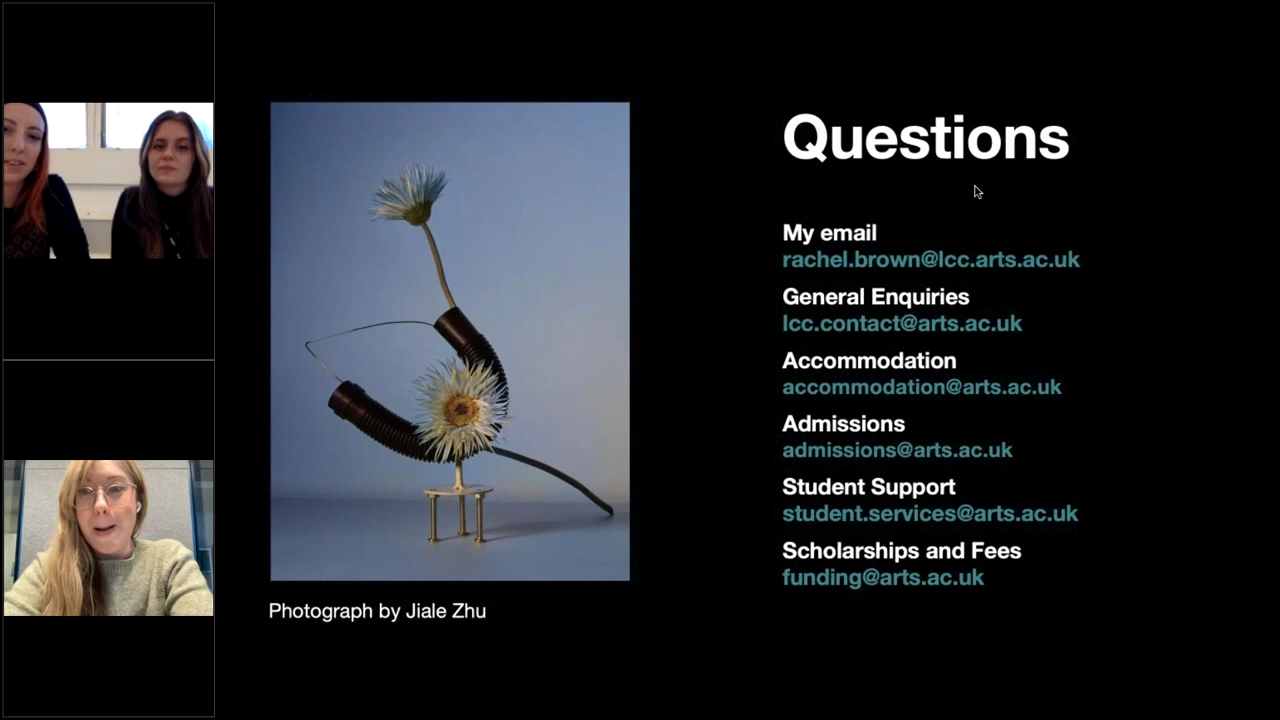 Questions
My email
rachel.brown@lcc.arts.ac.uk
General Enquiries
lcc.contact@arts.ac.uk
Accommodation
accommodation@arts.ac.uk
Admissions
admissions@arts.ac.uk
Student Support
student.services@arts.ac.uk
Scholarships and Fees
funding@arts.ac.uk
Photograph by Jiale Zhu